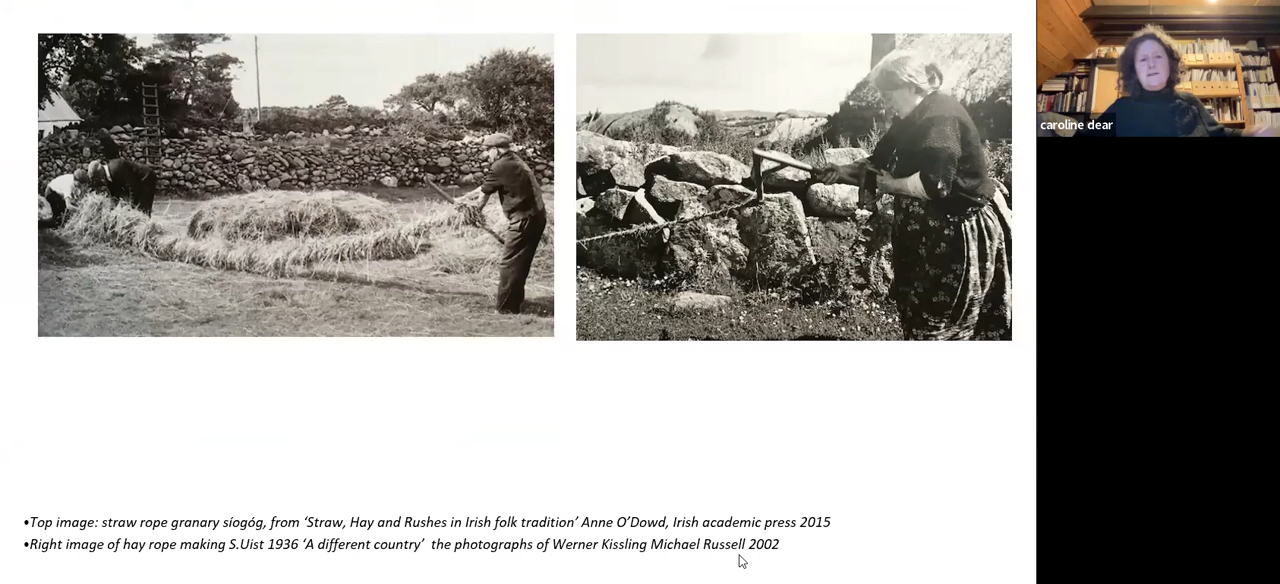 caroline dear
•Top image: straw rope granary síogóg, from ‘Straw, Hay and Rushes in Irish folk tradition’ Anne O’Dowd, Irish academic press 2015
•Right image of hay rope making S.Uist 1936 ‘A different country’  the photographs of Werner Kissling Michael Russell 2002